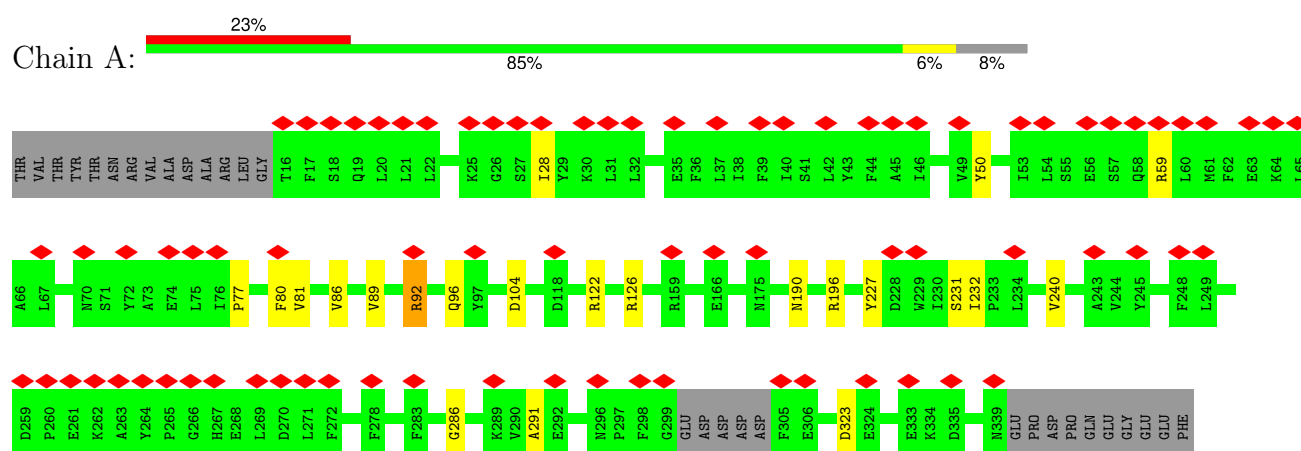 23%
Chain A:
85% 6% 8%
THR VAL THR TYR THR ASN ARG VAL ALA ASP ALA ARG LEU GLY T16 F17 S18 Q19 L20 L21 L22 K25 G26 S27 I28 Y29 K30 L31 L32 E35 F36 L37 I38 F39 I40 S41 L42 Y43 F44 A45 I46 V49 Y50 I53 L54 S55 E56 S57 Q58 R59 L60 M61 F62 E63 K64 L65
A66 L67 N70 S71 Y72 A73 E74 L75 I76 P77 F80 V81 V86 V89 R92 Q96 Y97 D104 D118 R122 R126 R159 E166 N175 N190 R196 Y227 D228 W229 I230 S231 I232 P233 L234 V240 A243 V244 Y245 F248 L249
D259 P260 E261 K262 A263 Y264 P265 G266 H267 E268 L269 D270 L271 F272 F278 F283 G286 K289 V290 A291 E292 N296 P297 F298 G299 GLU ASP ASP ASP ASP F305 E306 D323 E324 E333 K334 D335 N339 GLU PRO ASP PRO GLN GLU GLY GLU GLU PHE